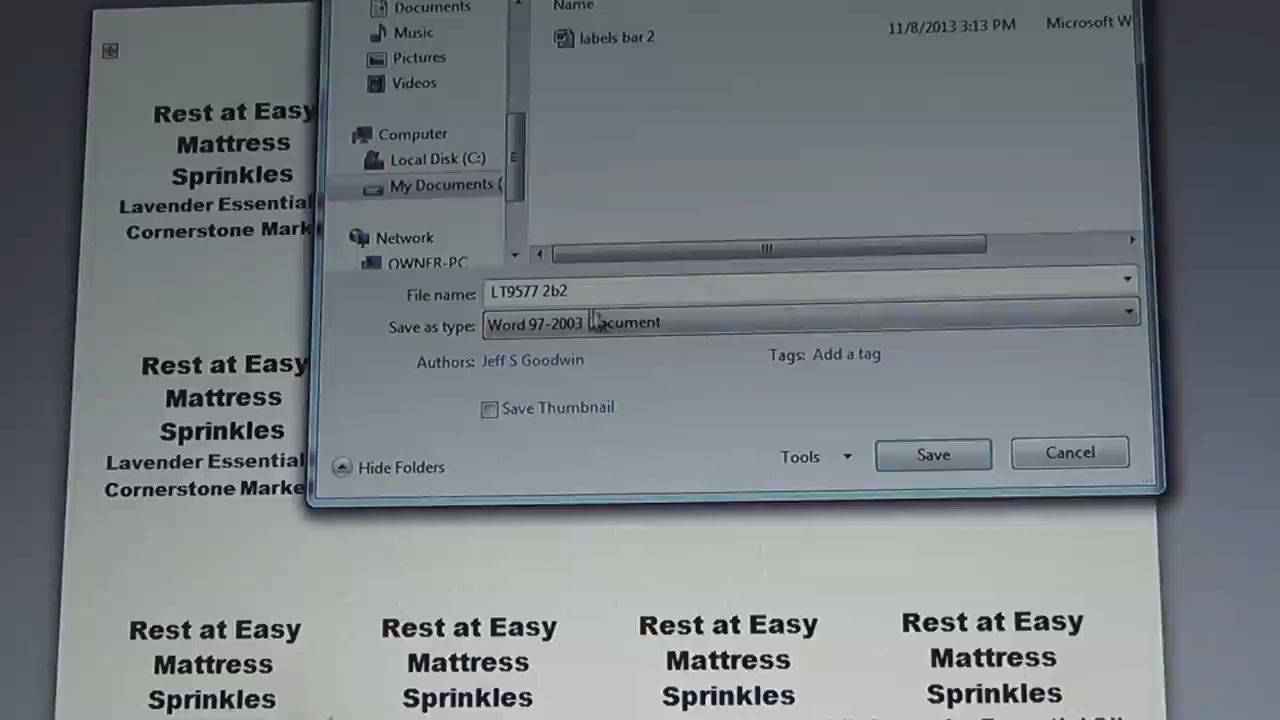 Documents
Name
Music
11/8/2013 3:13 PM
Microsoft W
labels bar 2
Pictures
Videos
Computer
Local Disk (C:)
My Documents (
Network
OWNER-PC
File name: LT9577 2b2
Save as type: Word 97-2003 Document
Authors: Jeff S Goodwin
Tags: Add a tag
Save Thumbnail
Hide Folders
Tools
Save
Cancel
Rest at Easy
Mattress
Sprinkles
Lavender Essential
Cornerstone Mark
Rest at Easy
Mattress
Sprinkles
Lavender Essential
Cornerstone Marke
Rest at Easy
Mattress
Sprinkles
Rest at Easy
Mattress
Sprinkles
Rest at Easy
Mattress
Sprinkles
Rest at Easy
Mattress
Sprinkles